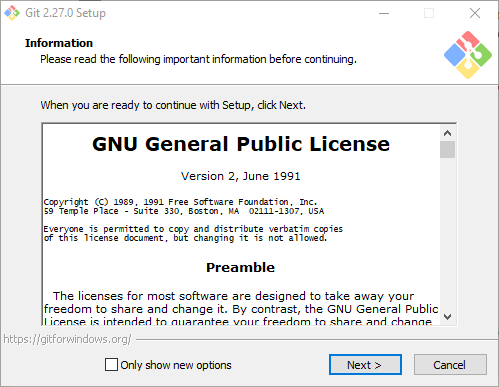 Git 2.27.0 Setup
Information
Please read the following important information before continuing.
When you are ready to continue with Setup, click Next.
GNU General Public License
Version 2, June 1991
Copyright (C) 1989, 1991 Free Software Foundation, Inc.
59 Temple Place - Suite 330, Boston, MA  02111-1307, USA
Everyone is permitted to copy and distribute verbatim copies
of this license document, but changing it is not allowed.
Preamble
The licenses for most software are designed to take away your
freedom to share and change it. By contrast, the GNU General Public
License is intended to guarantee your freedom to share and change
https://gitforwindows.org/
Only show new options
Next >
Cancel